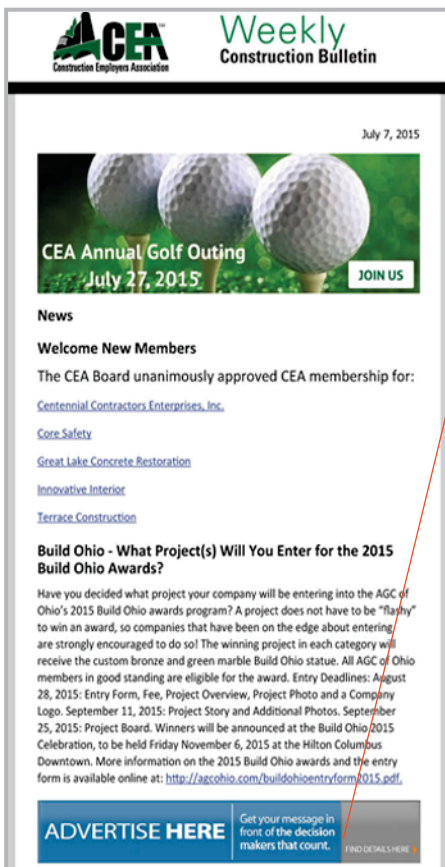 CEA
Construction Employers Association
Weekly
Construction Bulletin
July 7, 2015
CEA Annual Golf Outing
July 27, 2015
JOIN US
News
Welcome New Members
The CEA Board unanimously approved CEA membership for:
Centennial Contractors Enterprises, Inc.
Core Safety
Great Lake Concrete Restoration
Innovative Interior
Terrace Construction
Build Ohio - What Project(s) Will You Enter for the 2015
Build Ohio Awards?
Have you decided what project your company will be entering into the AGC of
Ohio's 2015 Build Ohio awards program? A project does not have to be "flashy"
to win an award, so companies that have been on the edge about entering
are strongly encouraged to do so! The winning project in each category will
receive the custom bronze and green marble Build Ohio statue. All AGC of Ohio
members in good standing are eligible for the award. Entry Deadlines: August
28, 2015: Entry Form, Fee, Project Overview, Project Photo and a Company
Logo. September 11, 2015: Project Story and Additional Photos. September
25, 2015: Project Board. Winners will be announced at the Build Ohio 2015
Celebration, to be held Friday November 6, 2015 at the Hilton Columbus
Downtown. More information on the 2015 Build Ohio awards and the entry
form is available online at: http://agcohio.com/buildohioentryform2015.pdf.
ADVERTISE HERE
Get your message in
front of the decision
makers that count.
FIND DETAILS HERE